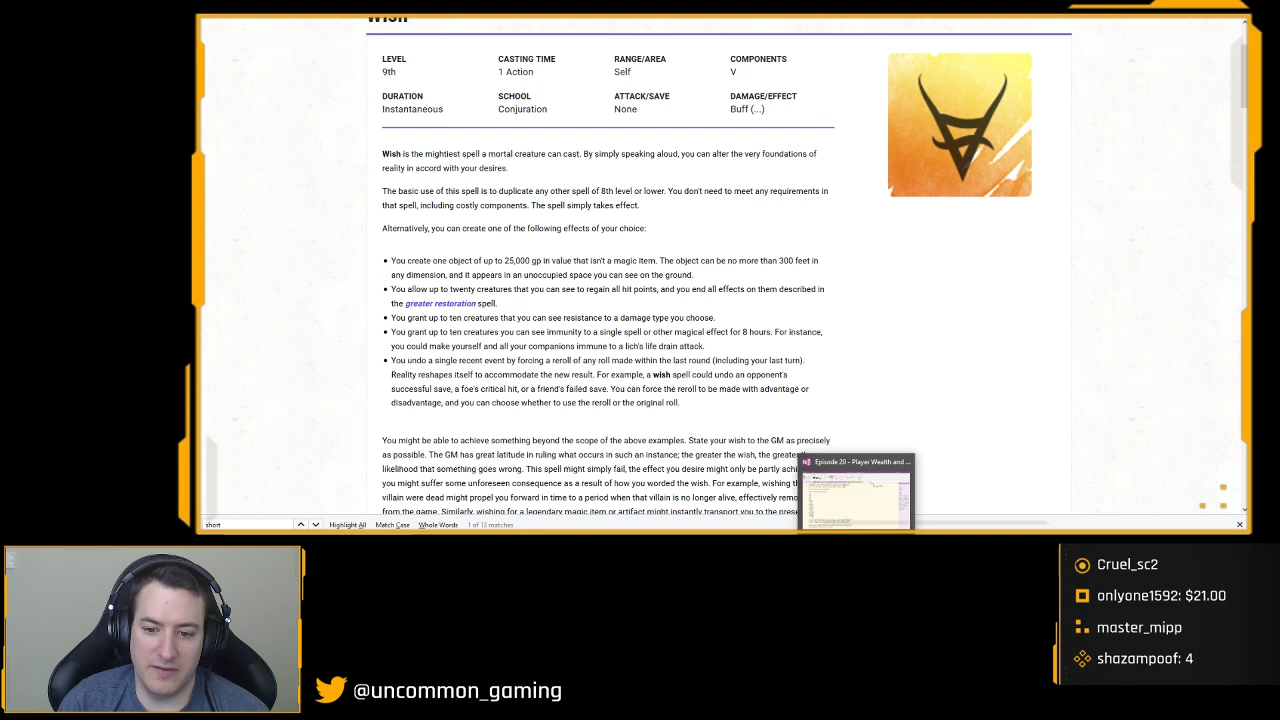 Wish
LEVEL
9th
CASTING TIME
1 Action
RANGE/AREA
Self
COMPONENTS
V
DURATION
Instantaneous
SCHOOL
Conjuration
ATTACK/SAVE
None
DAMAGE/EFFECT
Buff (...)
Wish is the mightiest spell a mortal creature can cast. By simply speaking aloud, you can alter the very foundations of
reality in accord with your desires.
The basic use of this spell is to duplicate any other spell of 8th level or lower. You don't need to meet any requirements in
that spell, including costly components. The spell simply takes effect.
Alternatively, you can create one of the following effects of your choice:
• You create one object of up to 25,000 gp in value that isn't a magic item. The object can be no more than 300 feet in
any dimension, and it appears in an unoccupied space you can see on the ground.
• You allow up to twenty creatures that you can see to regain all hit points, and you end all effects on them described in
the greater restoration spell.
• You grant up to ten creatures that you can see resistance to a damage type you choose.
• You grant up to ten creatures you can see immunity to a single spell or other magical effect for 8 hours. For instance,
you could make yourself and all your companions immune to a lich's life drain attack.
• You undo a single recent event by forcing a reroll of any roll made within the last round (including your last turn).
Reality reshapes itself to accommodate the new result. For example, a wish spell could undo an opponent's
successful save, a foe's critical hit, or a friend's failed save. You can force the reroll to be made with advantage or
disadvantage, and you can choose whether to use the reroll or the original roll.
You might be able to achieve something beyond the scope of the above examples. State your wish to the GM as precisely
as possible. The GM has great latitude in ruling what occurs in such an instance; the greater the wish, the greater
likelihood that something goes wrong. This spell might simply fail, the effect you desire might only be partly
you might suffer some unforeseen consequence as a result of how you worded the wish. For example, wishing
villain were dead might propel you forward in time to a period when that villain is no longer alive, effectively
from the game. Similarly, wishing for a legendary magic item or artifact might instantly transport you to the
Episode 20 - Player Wealth and ...
short
Highlight All
Match Case
Whole Words
1 of 13 matches
Cruel_sc2
onlyone1592: $21.00
master_mipp
shazampoof: 4
@uncommon_gaming